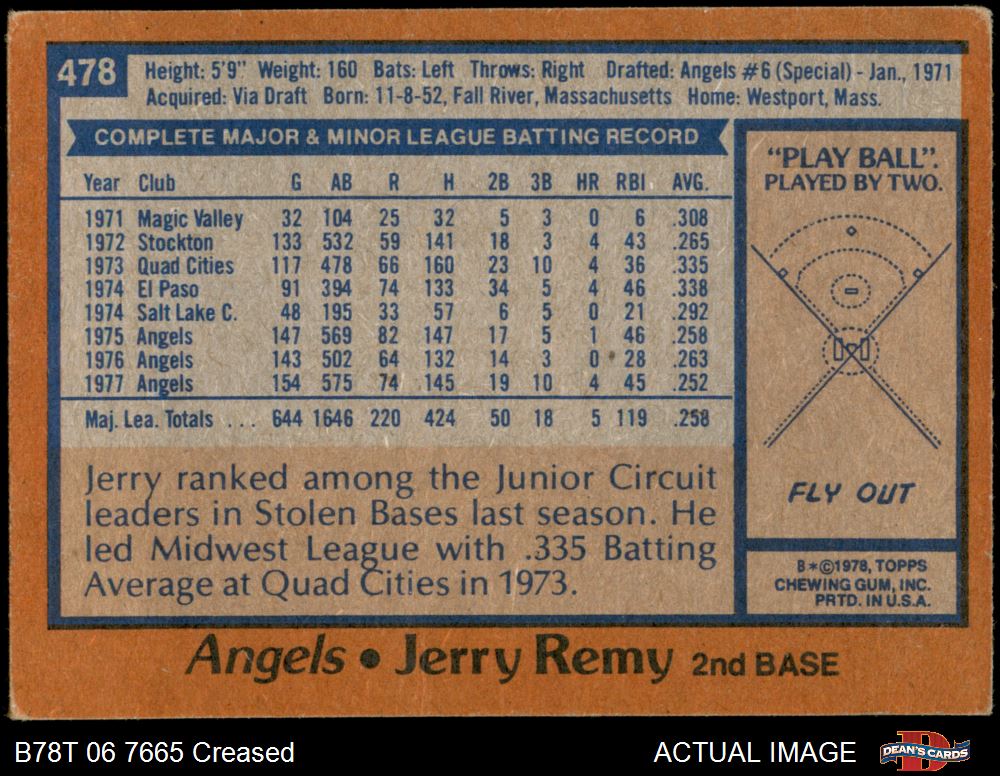 478
Height: 5'9" Weight: 160 Bats: Left Throws: Right Drafted: Angels #6 (Special) - Jan., 1971
Acquired: Via Draft Born: 11-8-52, Fall River, Massachusetts Home: Westport, Mass.
COMPLETE MAJOR & MINOR LEAGUE BATTING RECORD
Year Club G AB R H 2B 3B HR RBI AVG.
1971 Magic Valley 32 104 25 32 5 3 0 6 .308
1972 Stockton 133 532 59 141 18 3 4 43 .265
1973 Quad Cities 117 478 66 160 23 10 4 36 .335
1974 El Paso 91 394 74 133 34 5 4 46 .338
1974 Salt Lake C. 48 195 33 57 6 5 0 21 .292
1975 Angels 147 569 82 147 17 5 1 46 .258
1976 Angels 143 502 64 132 14 3 0 28 .263
1977 Angels 154 575 74 145 19 10 4 45 .252
Maj. Lea. Totals . . . 644 1646 220 424 50 18 5 119 .258
Jerry ranked among the Junior Circuit
leaders in Stolen Bases last season. He
led Midwest League with .335 Batting
Average at Quad Cities in 1973.
"PLAY BALL".
PLAYED BY TWO.
FLY OUT
B*©1978, TOPPS
CHEWING GUM, INC.
PRTD. IN U.S.A.
Angels • Jerry Remy 2nd BASE
B78T 06 7665 Creased
ACTUAL IMAGE
D
DEAN'S CARDS